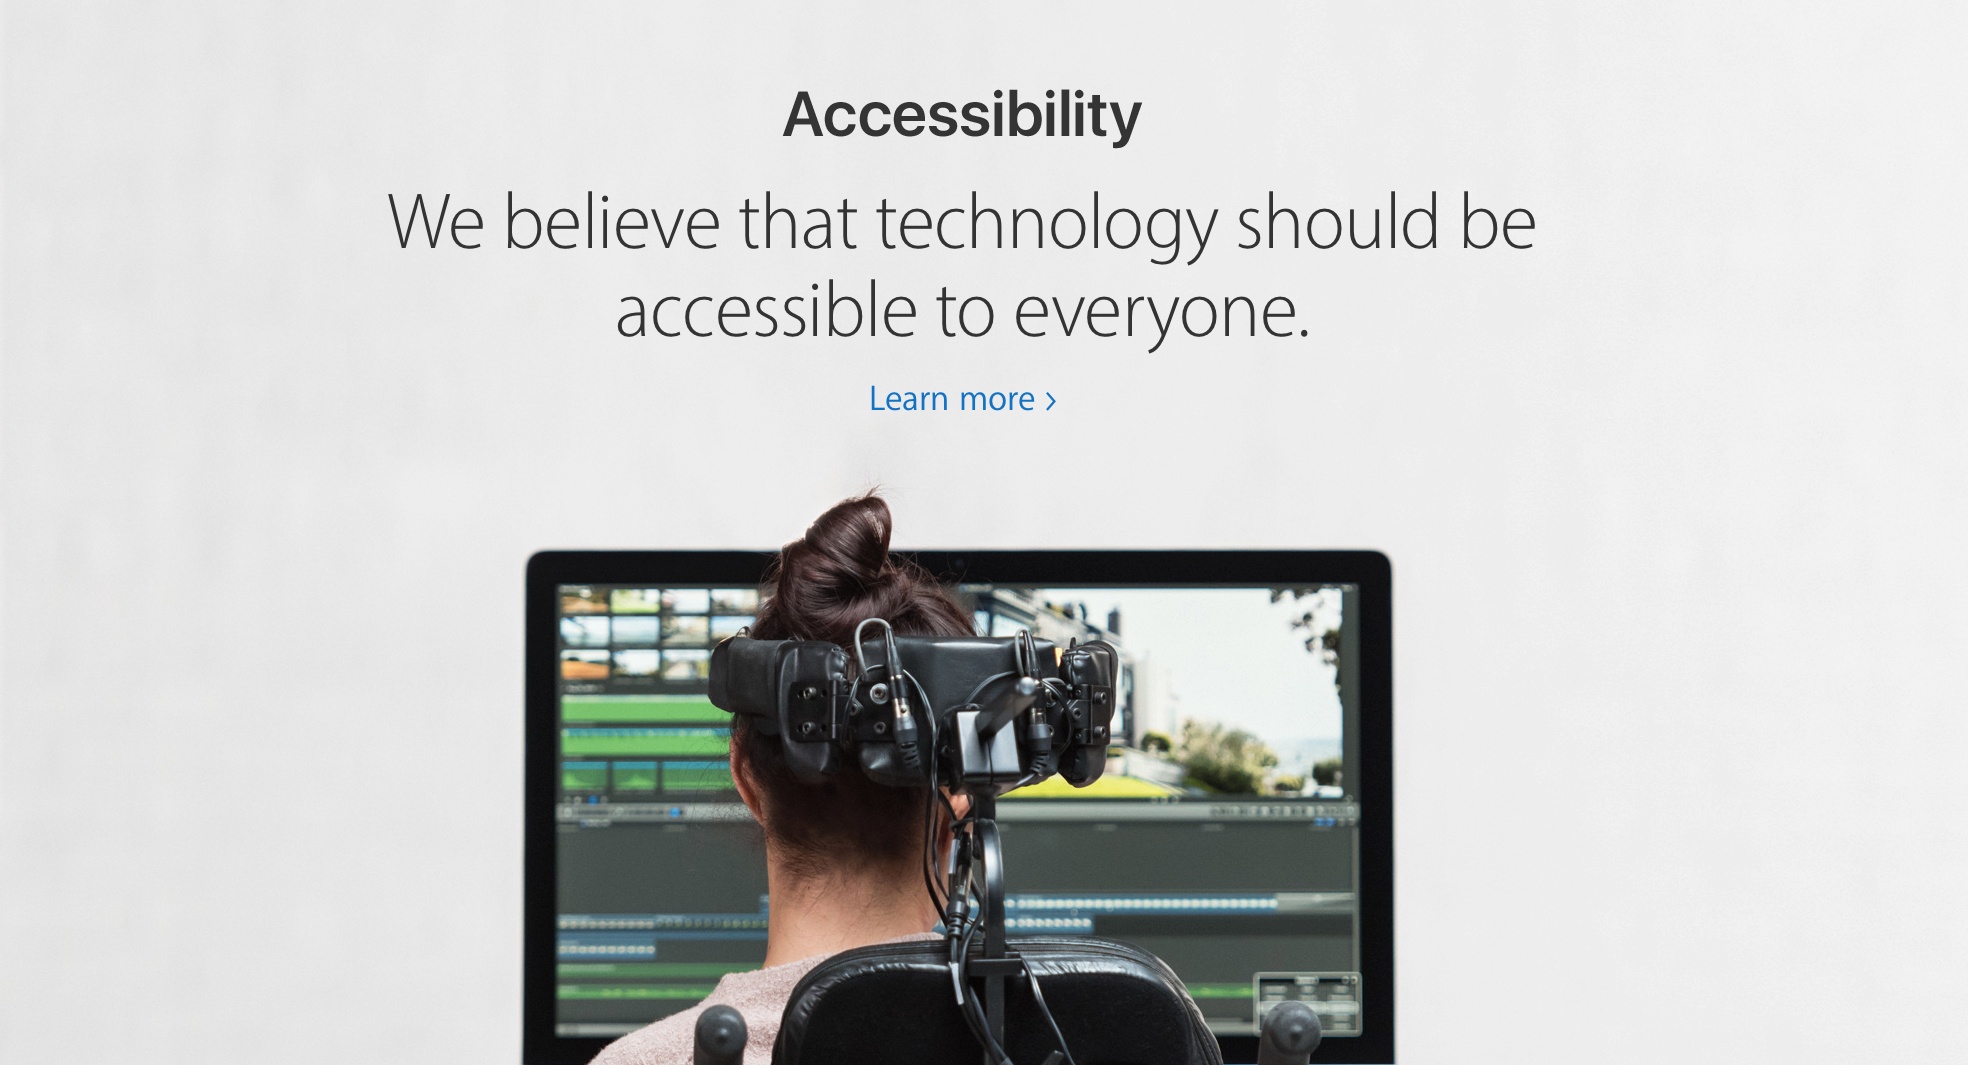 Accessibility
We believe that technology should be
accessible to everyone.
Learn more ›